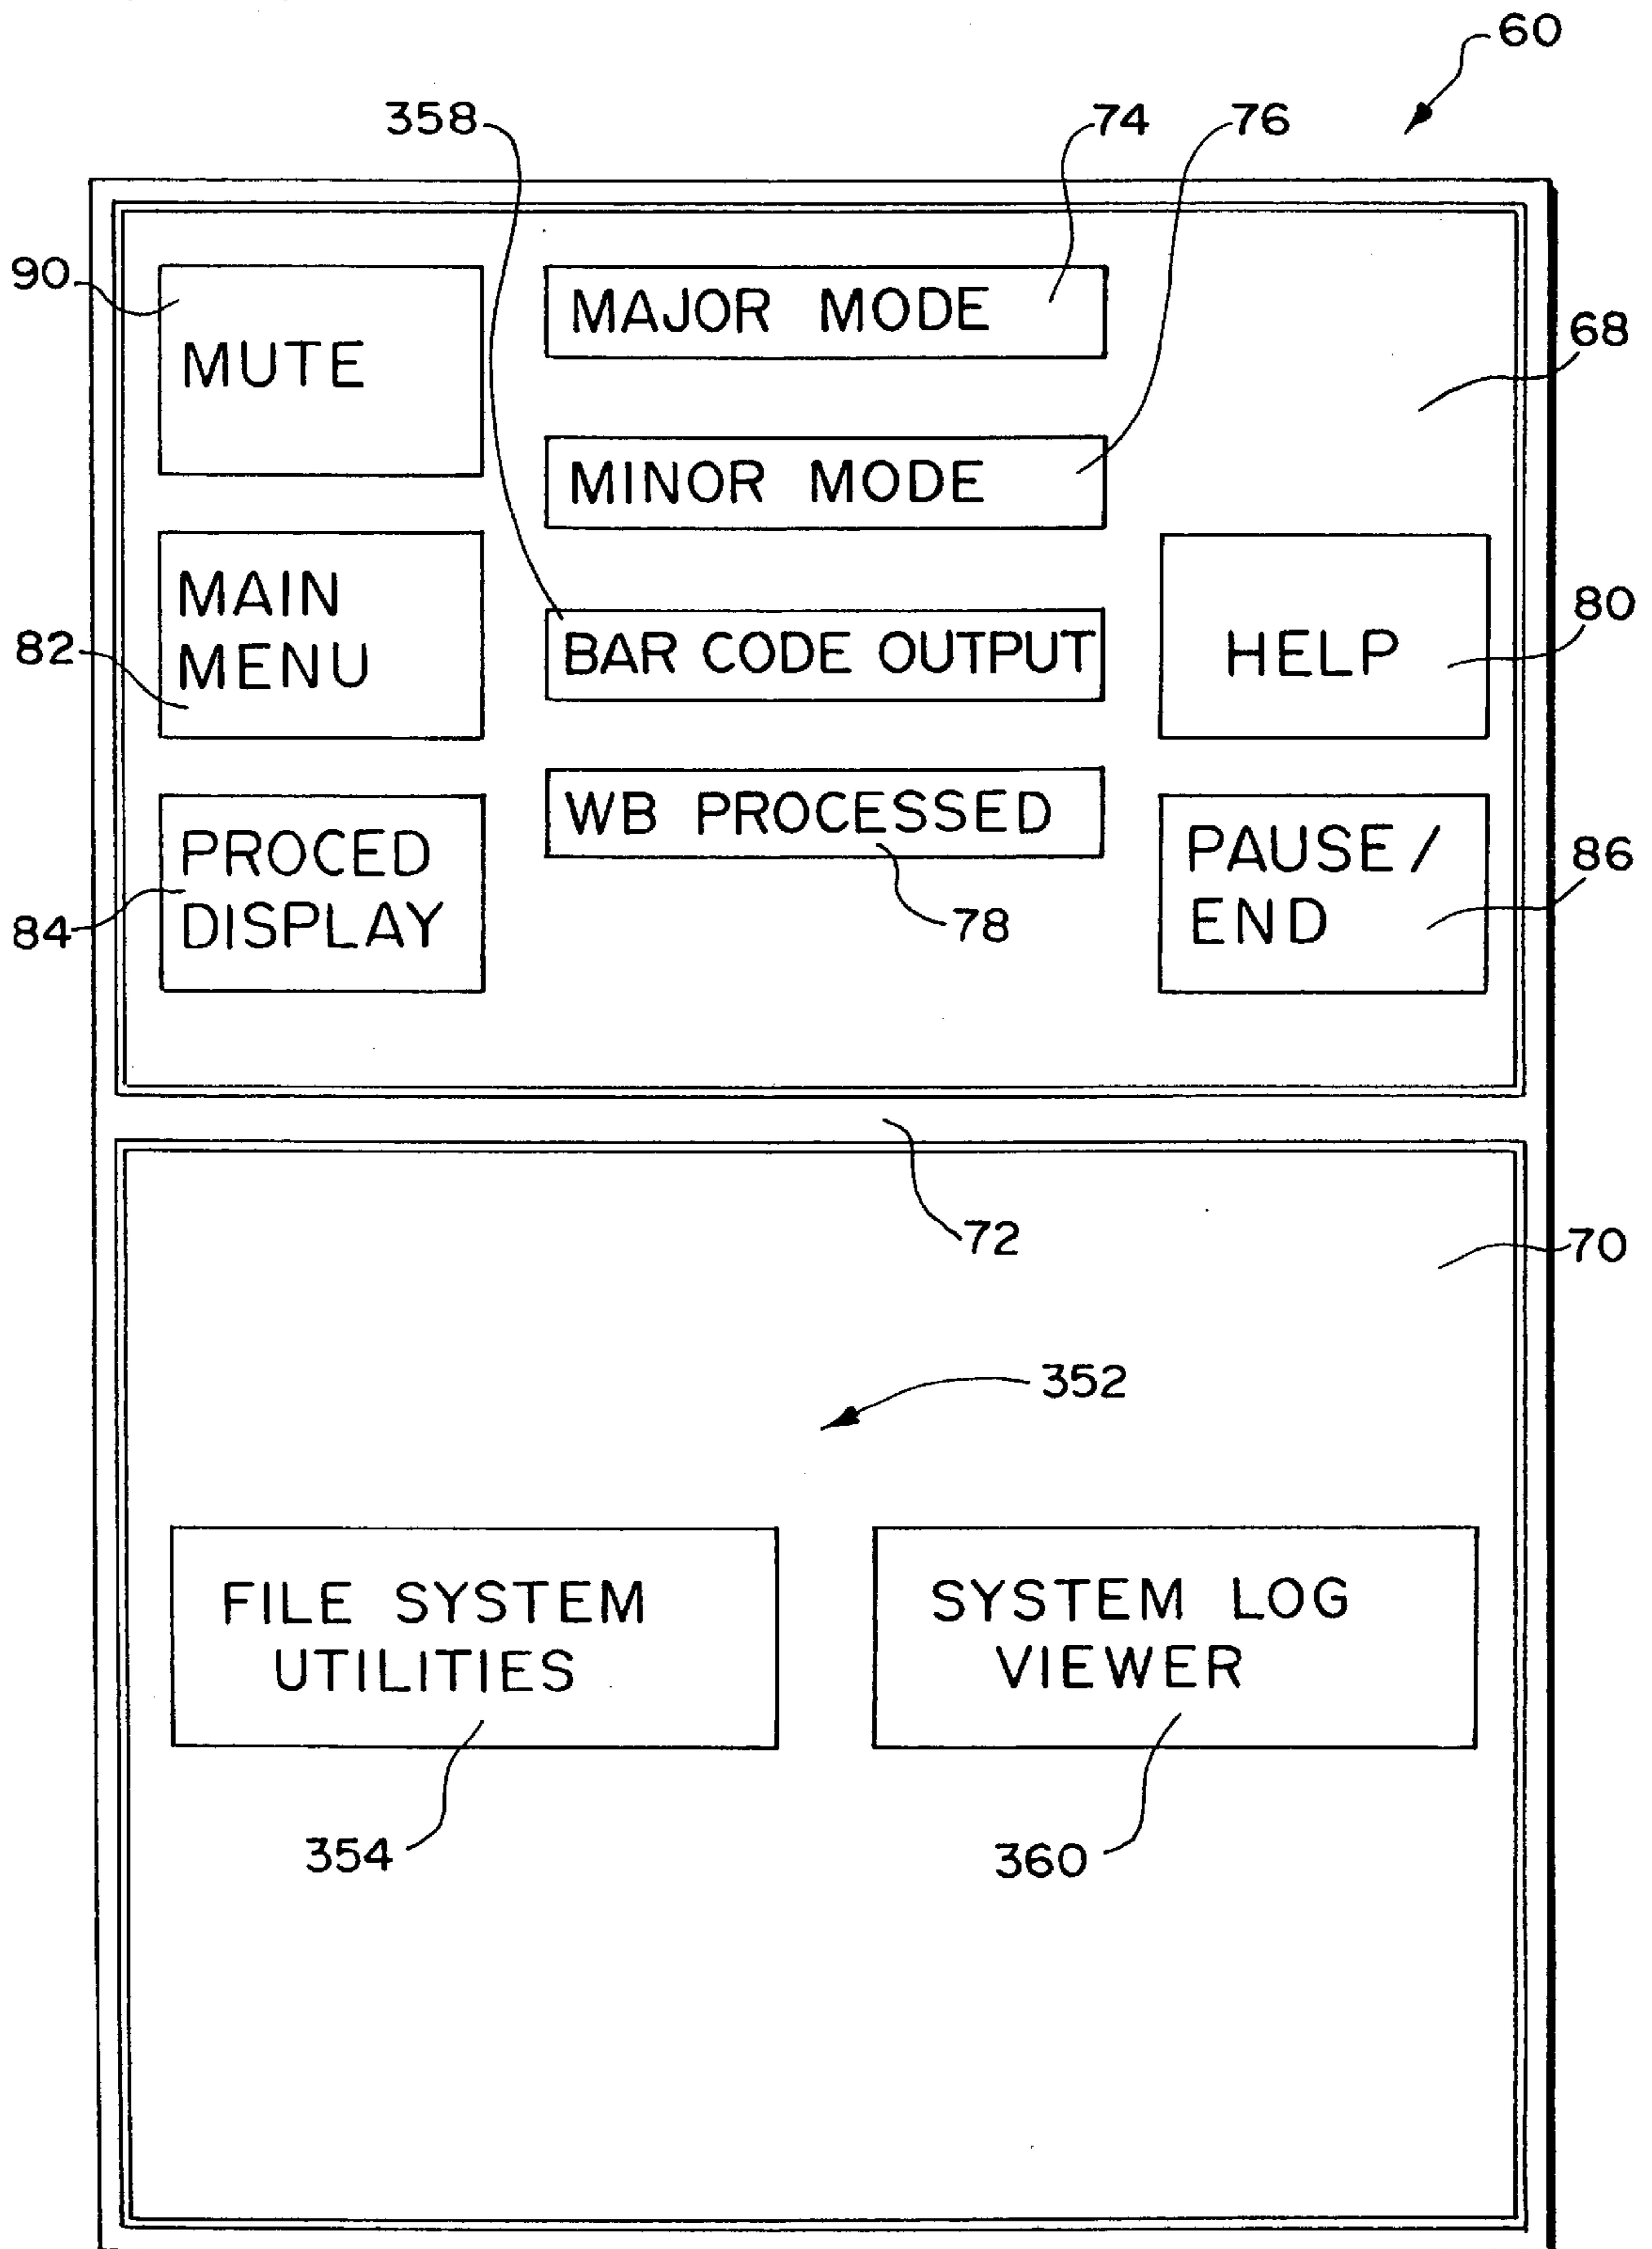 60
358
74
76
90
MUTE
MAJOR MODE
68
MINOR MODE
MAIN
MENU
82
BAR CODE OUTPUT
HELP
80
PROCED
DISPLAY
84
WB PROCESSED
78
PAUSE /
END
86
72
70
352
FILE SYSTEM
UTILITIES
SYSTEM LOG
VIEWER
354
360